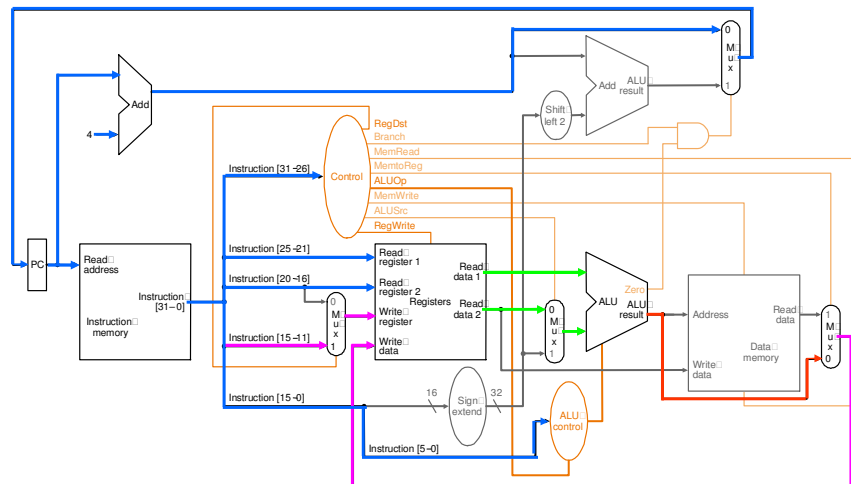 0
M
u
x
1
Add
4
Add
ALU
result
Shift
left 2
RegDst
Branch
MemRead
MemtoReg
ALUOp
MemWrite
ALUSrc
RegWrite
Control
Instruction [31-26]
Instruction [25-21]
Instruction [20-16]
Instruction [15-11]
Instruction [15-0]
Instruction [5-0]
PC
Read
address
Instruction
[31-0]
Instruction
memory
0
M
u
x
1
Read
register 1
Read
register 2
Write
register
Write
data
Registers
Read
data 1
Read
data 2
0
M
u
x
1
Zero
ALU
ALU
result
Address
Write
data
Read
data
Data
memory
1
M
u
x
0
16
Sign
extend
32
ALU
control